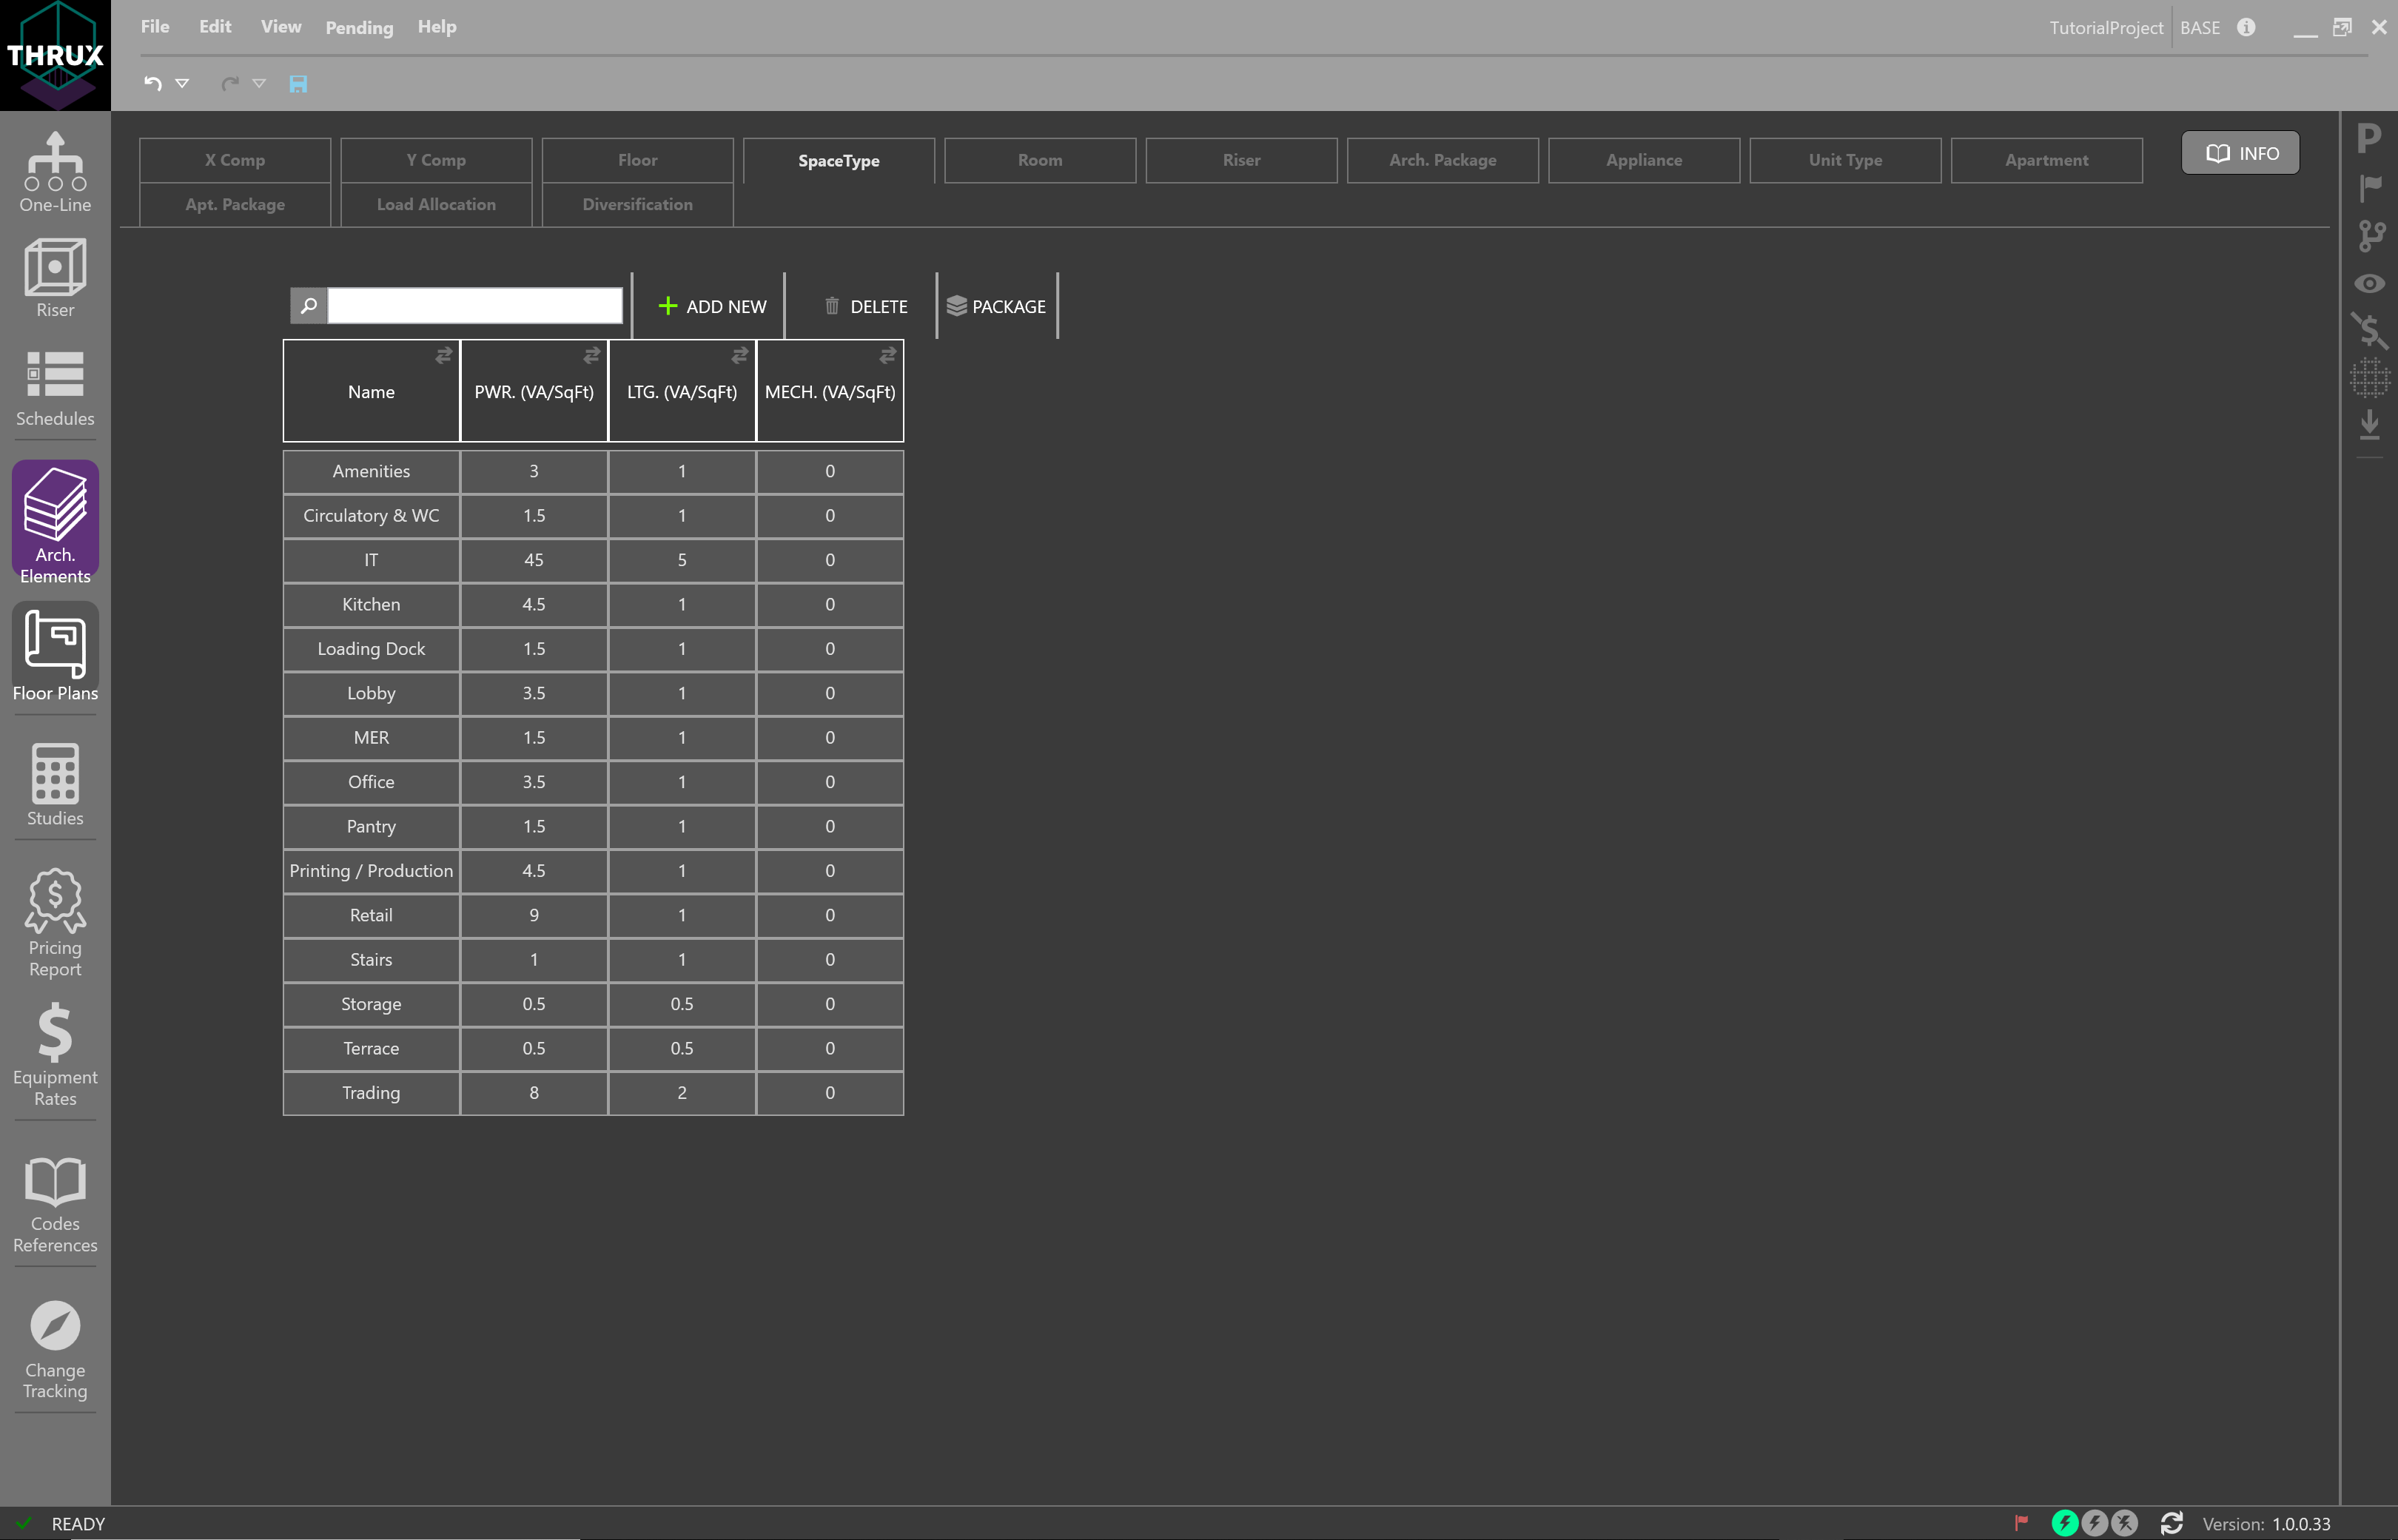 THRUX
File Edit View Pending Help
TutorialProject BASE
X Comp Y Comp Floor SpaceType Room Riser Arch. Package Appliance Unit Type Apartment INFO
Apt. Package Load Allocation Diversification
One-Line
Riser
Schedules
Arch.
Elements
Floor Plans
Studies
Pricing
Report
Equipment
Rates
Codes
References
Change
Tracking
ADD NEW DELETE PACKAGE
Name PWR. (VA/SqFt) LTG. (VA/SqFt) MECH. (VA/SqFt)
Amenities 3 1 0
Circulatory & WC 1.5 1 0
IT 45 5 0
Kitchen 4.5 1 0
Loading Dock 1.5 1 0
Lobby 3.5 1 0
MER 1.5 1 0
Office 3.5 1 0
Pantry 1.5 1 0
Printing / Production 4.5 1 0
Retail 9 1 0
Stairs 1 1 0
Storage 0.5 0.5 0
Terrace 0.5 0.5 0
Trading 8 2 0
P
READY
Version: 1.0.0.33